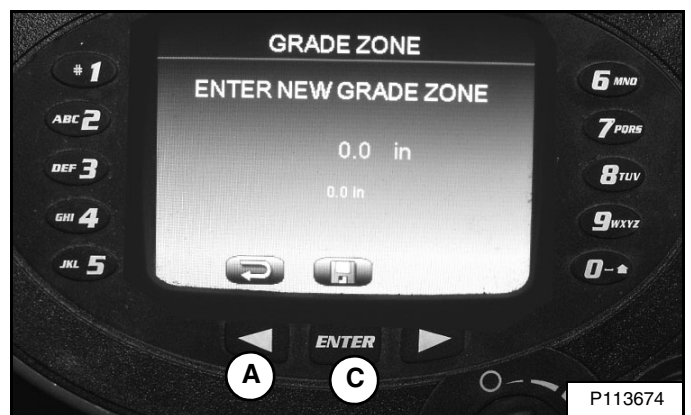 GRADE ZONE
ENTER NEW GRADE ZONE
0.0 in
0.0 In
# 1
ABC 2
DEF 3
GHI 4
JKL 5
6 MNO
7 PQRS
8 TUV
9 WXYZ
0-
ENTER
A
C
P113674